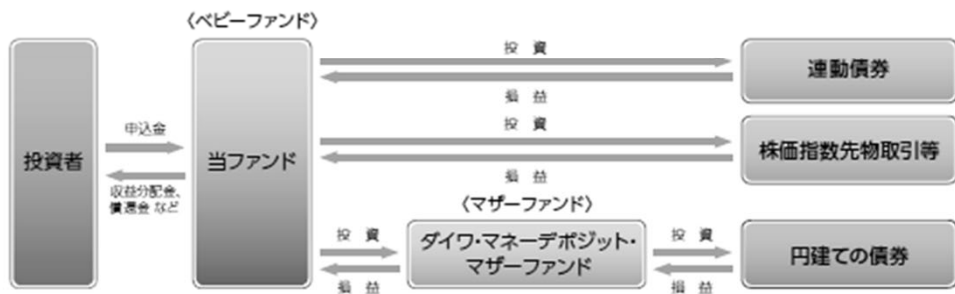 〈ベビーファンド〉
投資者
申込金
収益分配金、
償還金 など
当ファンド
投 資
損 益
連動債券
投 資
損 益
株価指数先物取引等
〈マザーファンド〉
投 資
損 益
ダイワ・マネーデポジット・
マザーファンド
投 資
損 益
円建ての債券